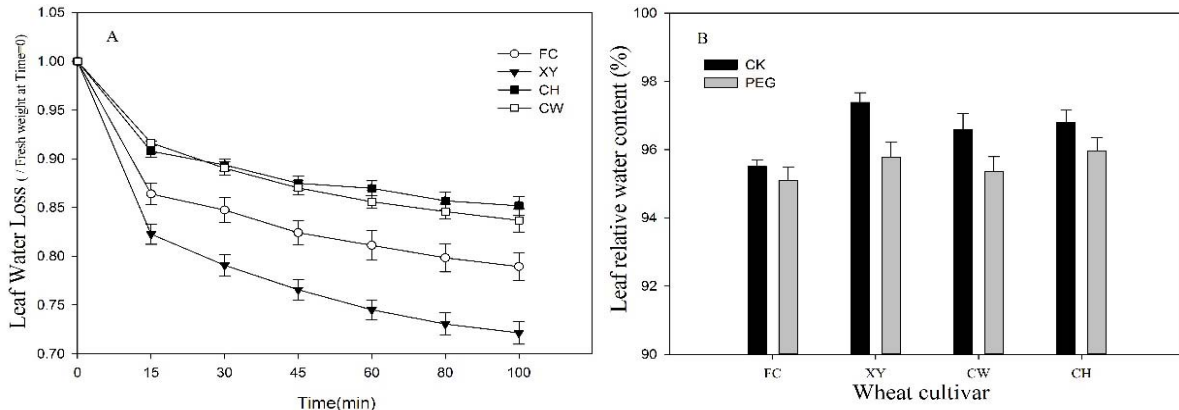 A
FC
XY
CH
CW
1.05
1.00
0.95
0.90
0.85
0.80
0.75
0.70
Leaf Water Loss ( / Fresh weight at Time=0)
0 15 30 45 60 80 100
Time(min)
B
CK
PEG
100
98
96
94
92
90
Leaf relative water content (%)
FC XY CW CH
Wheat cultivar